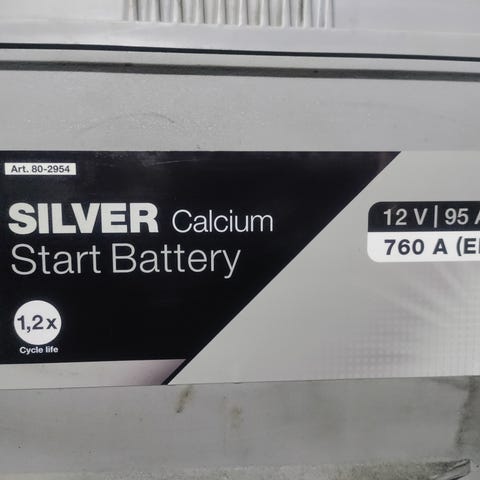 Art. 80-2954
SILVER Calcium
Start Battery
12 V | 95 A
760 A (E
1,2x
Cycle life